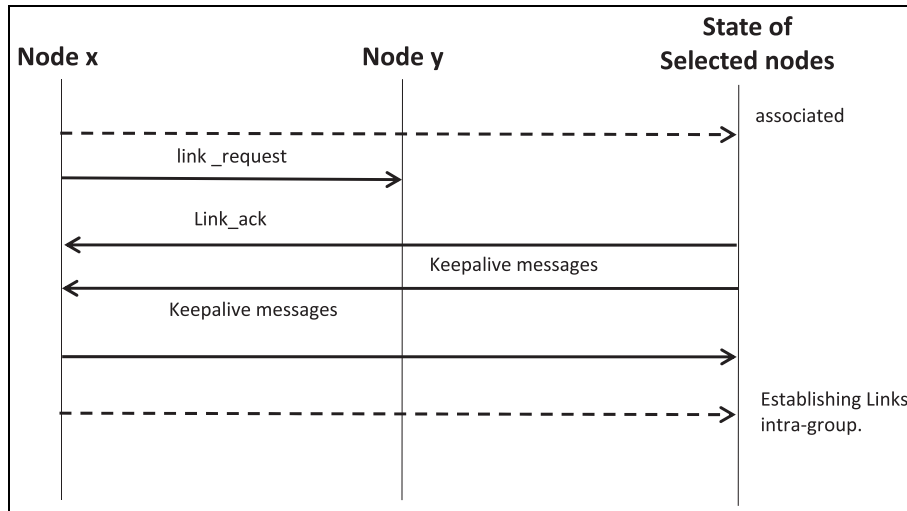 Node x
Node y
State of
Selected nodes
associated
link _request
Link_ack
Keepalive messages
Keepalive messages
Establishing Links
intra-group.